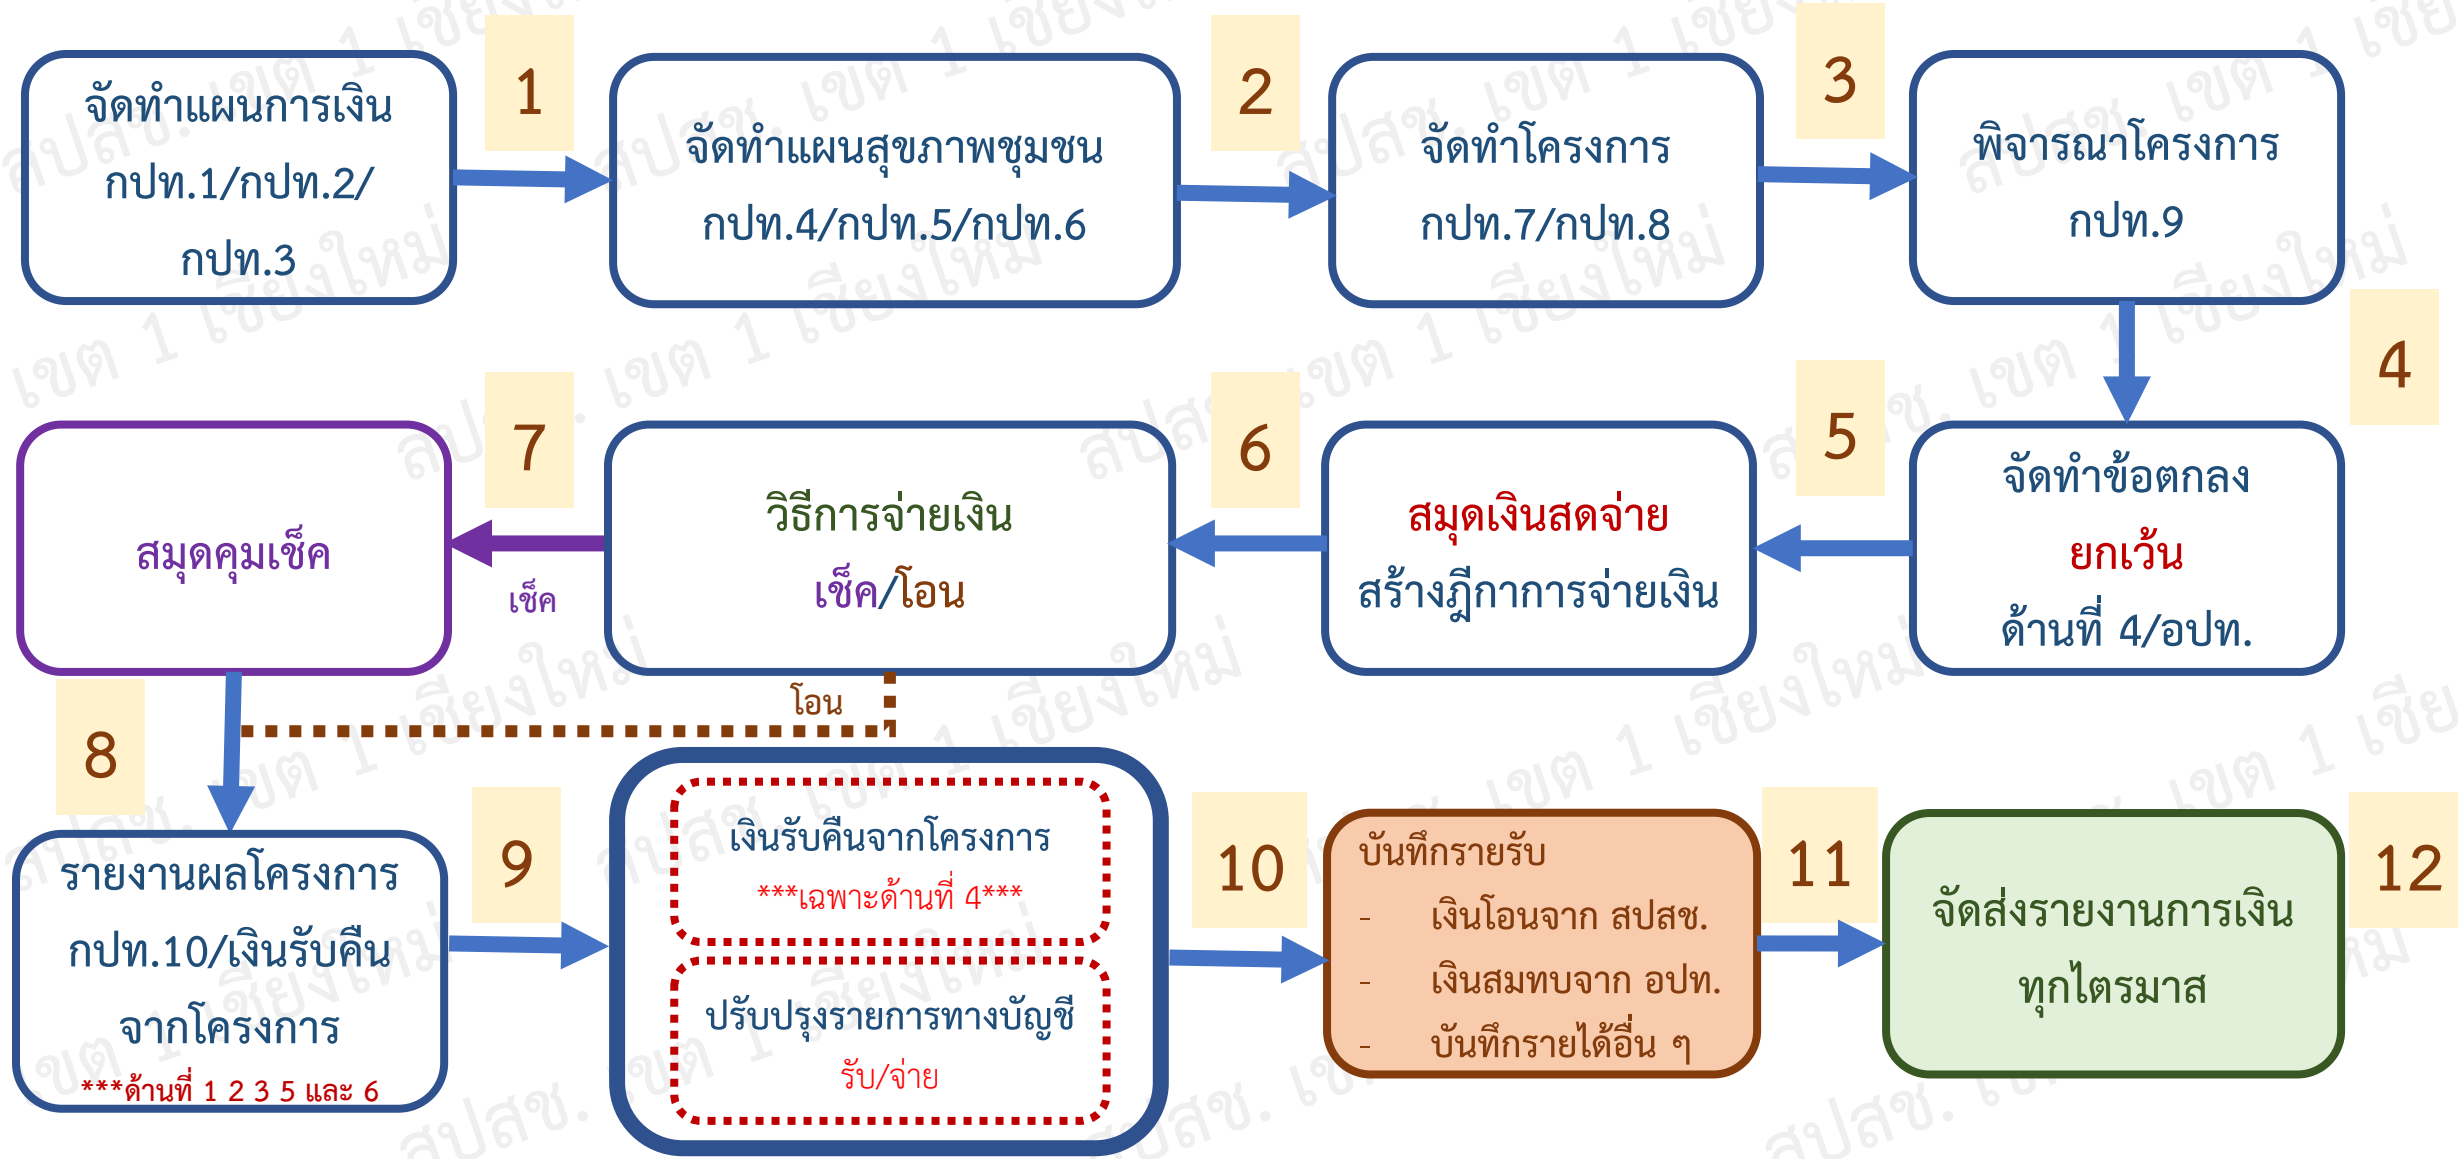 จัดทำแผนการเงิน
กปท.1/กปท.2/
กปท.3
1
จัดทำแผนสุขภาพชุมชน
กปท.4/กปท.5/กปท.6
2
จัดทำโครงการ
กปท.7/กปท.8
3
พิจารณาโครงการ
กปท.9
4
จัดทำข้อตกลง
ยกเว้น
ด้านที่ 4/อปท.
5
สมุดเงินสดจ่าย
สร้างฎีกาการจ่ายเงิน
6
วิธีการจ่ายเงิน
เช็ค/โอน
7
เช็ค
สมุดคุมเช็ค
โอน
8
รายงานผลโครงการ
กปท.10/เงินรับคืน
จากโครงการ
***ด้านที่ 1 2 3 5 และ 6
9
เงินรับคืนจากโครงการ
***เฉพาะด้านที่ 4***
ปรับปรุงรายการทางบัญชี
รับ/จ่าย
10
บันทึกรายรับ
- เงินโอนจาก สปสช.
- เงินสมทบจาก อปท.
- บันทึกรายได้อื่น ๆ
11
จัดส่งรายงานการเงิน
ทุกไตรมาส
12
สปสช. เขต 1 เชียงใหม่